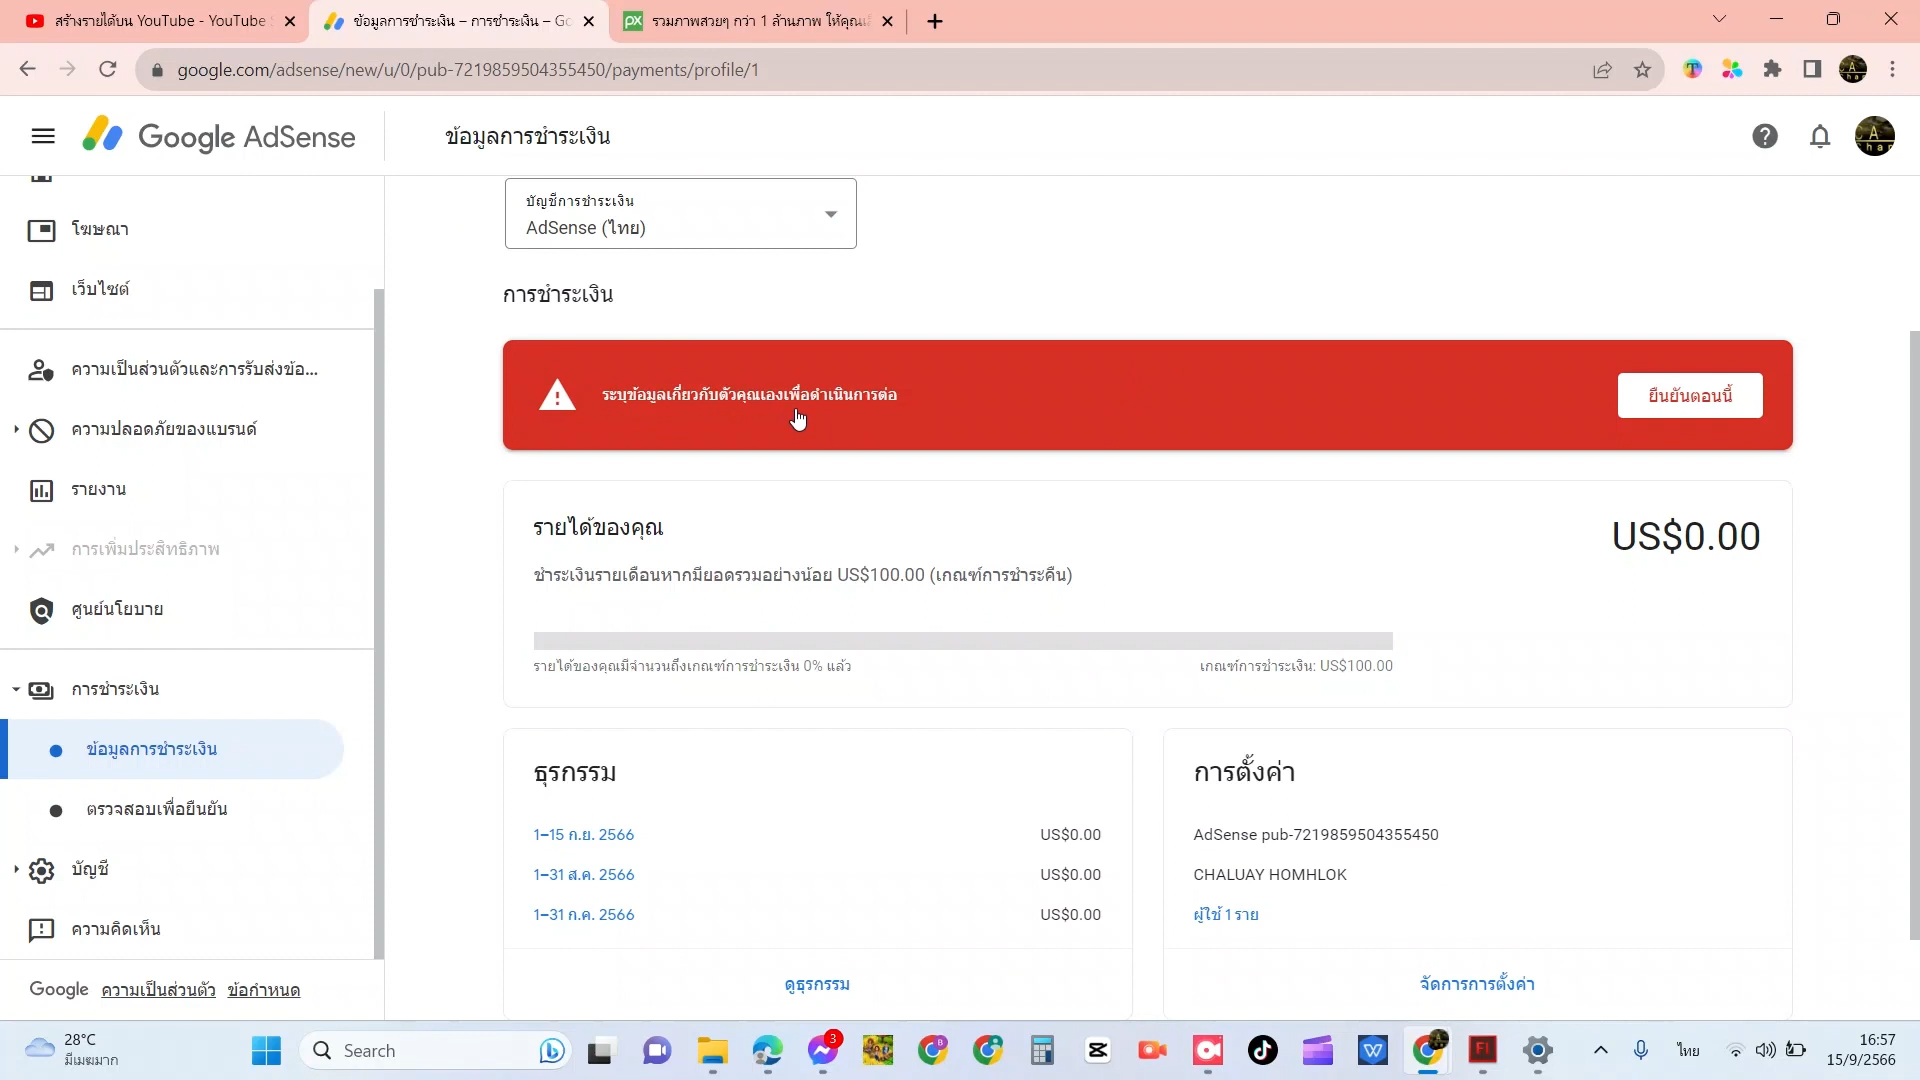 สร้างรายได้บน YouTube - YouTube
ข้อมูลการชำระเงิน – การชำระเงิน – Go
รวมภาพสวยๆ กว่า 1 ล้านภาพ ให้คุณเลื
google.com/adsense/new/u/0/pub-7219859504355450/payments/profile/1
Google AdSense
ข้อมูลการชำระเงิน
บัญชีการชำระเงิน
AdSense (ไทย)
โฆษณา
เว็บไซต์
ความเป็นส่วนตัวและการรับส่งข้อ...
ความปลอดภัยของแบรนด์
รายงาน
การเพิ่มประสิทธิภาพ
ศูนย์นโยบาย
การชำระเงิน
ข้อมูลการชำระเงิน
ตรวจสอบเพื่อยืนยัน
บัญชี
ความคิดเห็น
Google ความเป็นส่วนตัว ข้อกำหนด
การชำระเงิน
ระบุข้อมูลเกี่ยวกับตัวคุณเองเพื่อดำเนินการต่อ
ยืนยันตอนนี้
รายได้ของคุณ
US$0.00
ชำระเงินรายเดือนหากมียอดรวมอย่างน้อย US$100.00 (เกณฑ์การชำระคืน)
รายได้ของคุณมีจำนวนถึงเกณฑ์การชำระเงิน 0% แล้ว
เกณฑ์การชำระเงิน: US$100.00
ธุรกรรม
1–15 ก.ย. 2566 US$0.00
1–31 ส.ค. 2566 US$0.00
1–31 ก.ค. 2566 US$0.00
ดูธุรกรรม
การตั้งค่า
AdSense pub-7219859504355450
CHALUAY HOMHLOK
ผู้ใช้ 1 ราย
จัดการการตั้งค่า
28°C
มีเมฆมาก
Search
3
ไทย
16:57
15/9/2566